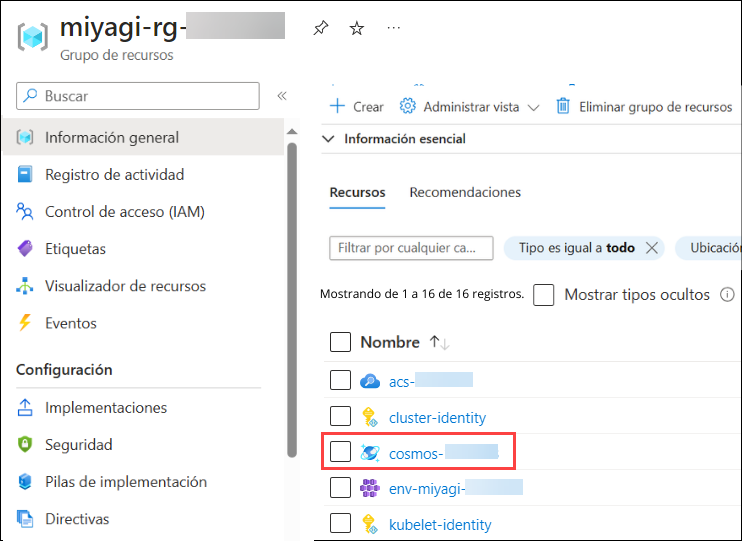 miyagi-rg-
Grupo de recursos
Buscar
Información general
Registro de actividad
Control de acceso (IAM)
Etiquetas
Visualizador de recursos
Eventos
Configuración
Implementaciones
Seguridad
Pilas de implementación
Directivas
Crear
Administrar vista
Eliminar grupo de recursos
Información esencial
Recursos
Recomendaciones
Filtrar por cualquier ca...
Tipo es igual a todo
Ubicación
Mostrando de 1 a 16 de 16 registros.
Mostrar tipos ocultos
Nombre
acs-
cluster-identity
cosmos-
env-miyagi-
kubelet-identity